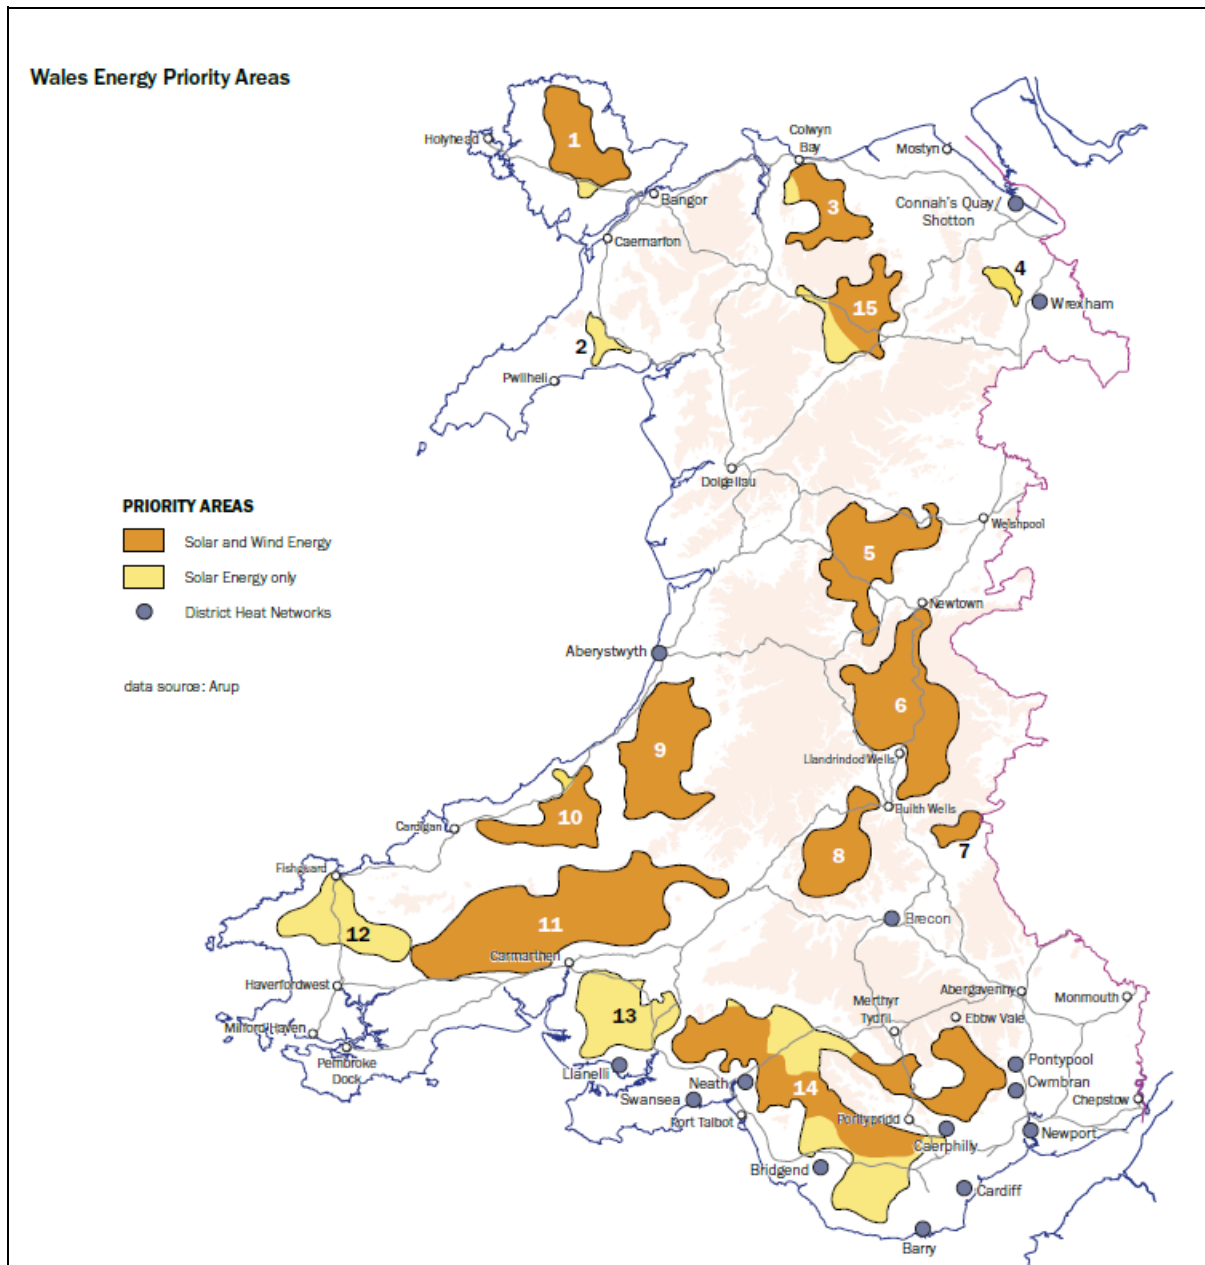 Wales Energy Priority Areas
Holyhead
1
Bangor
Caernarfon
Colwyn
Bay
Mostyn
3
Connah's Quay/
Shotton
4
Wrexham
15
2
Pwllheli
Dolgellau
PRIORITY AREAS
Solar and Wind Energy
Solar Energy only
District Heat Networks
data source: Arup
Welshpool
5
Newtown
Aberystwyth
6
9
Llandrindod Wells
Builth Wells
10
Cardigan
7
8
Fishguard
11
12
Brecon
Carmarthen
Haverfordwest
Abergavenny
Monmouth
Merthyr
Tydfil
Ebbw Vale
13
Milford Haven
Pembroke
Dock
Llanelli
Pontypool
Neath
14
Cwmbran
Swansea
Chepstow
Port Talbot
Pontypridd
Caerphilly
Newport
Bridgend
Cardiff
Barry